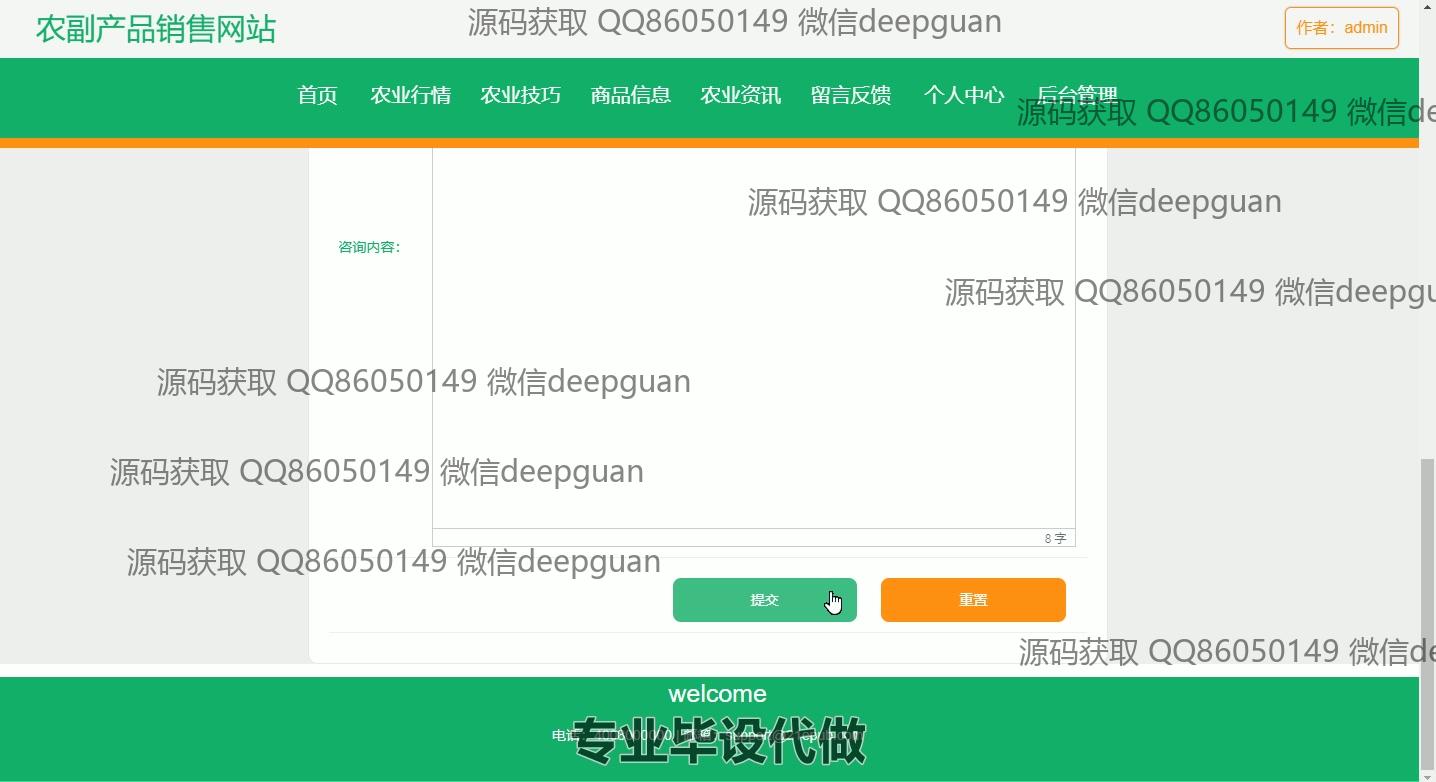 农副产品销售网站
源码获取 QQ86050149 微信deepguan
作者：admin
首页 农业行情 农业技巧 商品信息 农业资讯 留言反馈 个人中心 后台管理
源码获取 QQ86050149 微信de
源码获取 QQ86050149 微信deepguan
咨询内容：
源码获取 QQ86050149 微信deepgu
源码获取 QQ86050149 微信deepguan
源码获取 QQ86050149 微信deepguan
8 字
源码获取 QQ86050149 微信deepguan
提交 重置
源码获取 QQ86050149 微信de
welcome
专业毕设代做